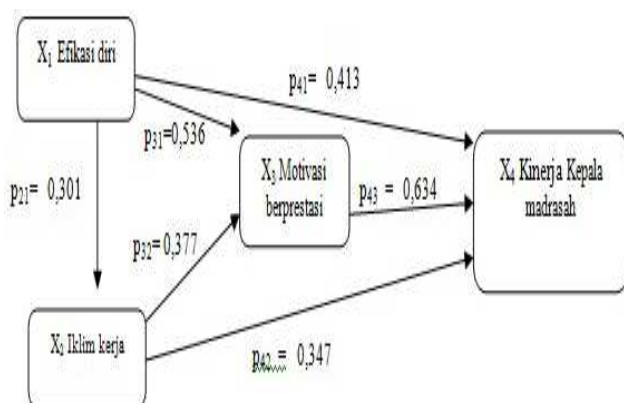 X₁ Efikasi diri
p₄₁= 0,413
p₃₁=0,536
X₃ Motivasi
berprestasi
X₄ Kinerja Kepala
madrasah
p₂₁= 0,301
p₄₃ = 0,634
p₃₂=0,377
X₂ Iklim kerja
p₄₂ = 0,347